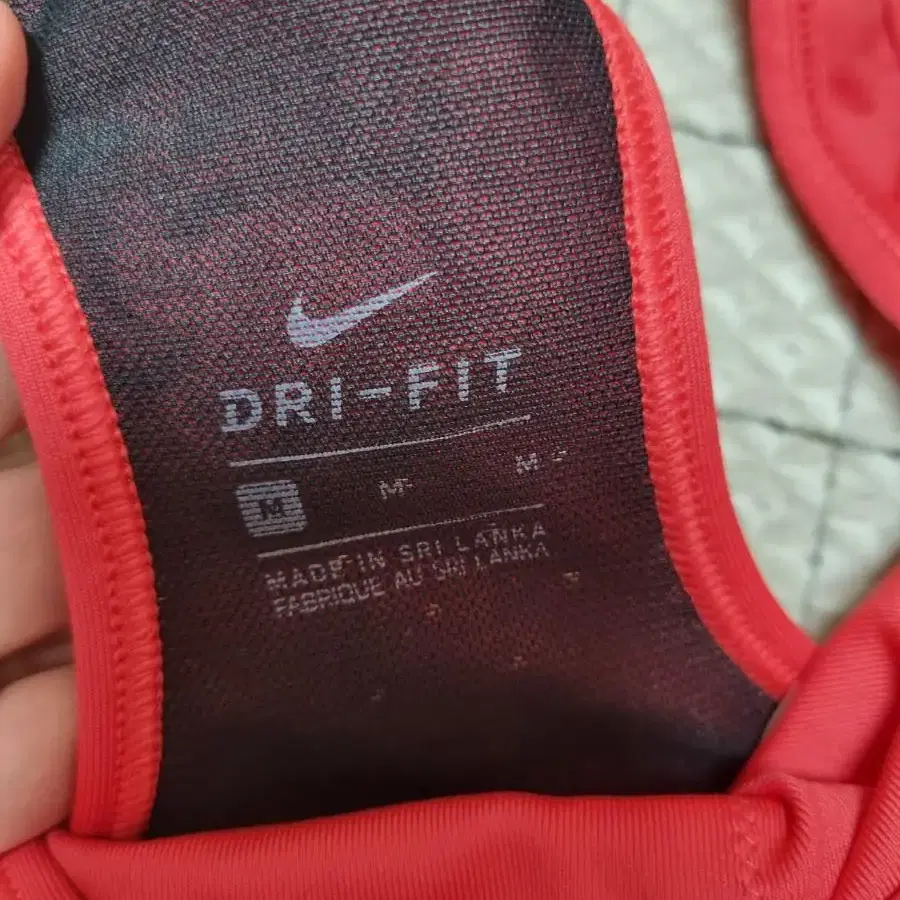 DRI-FIT
M M M
MADE IN SRI LANKA
FABRIQUE AU SRI LANKA